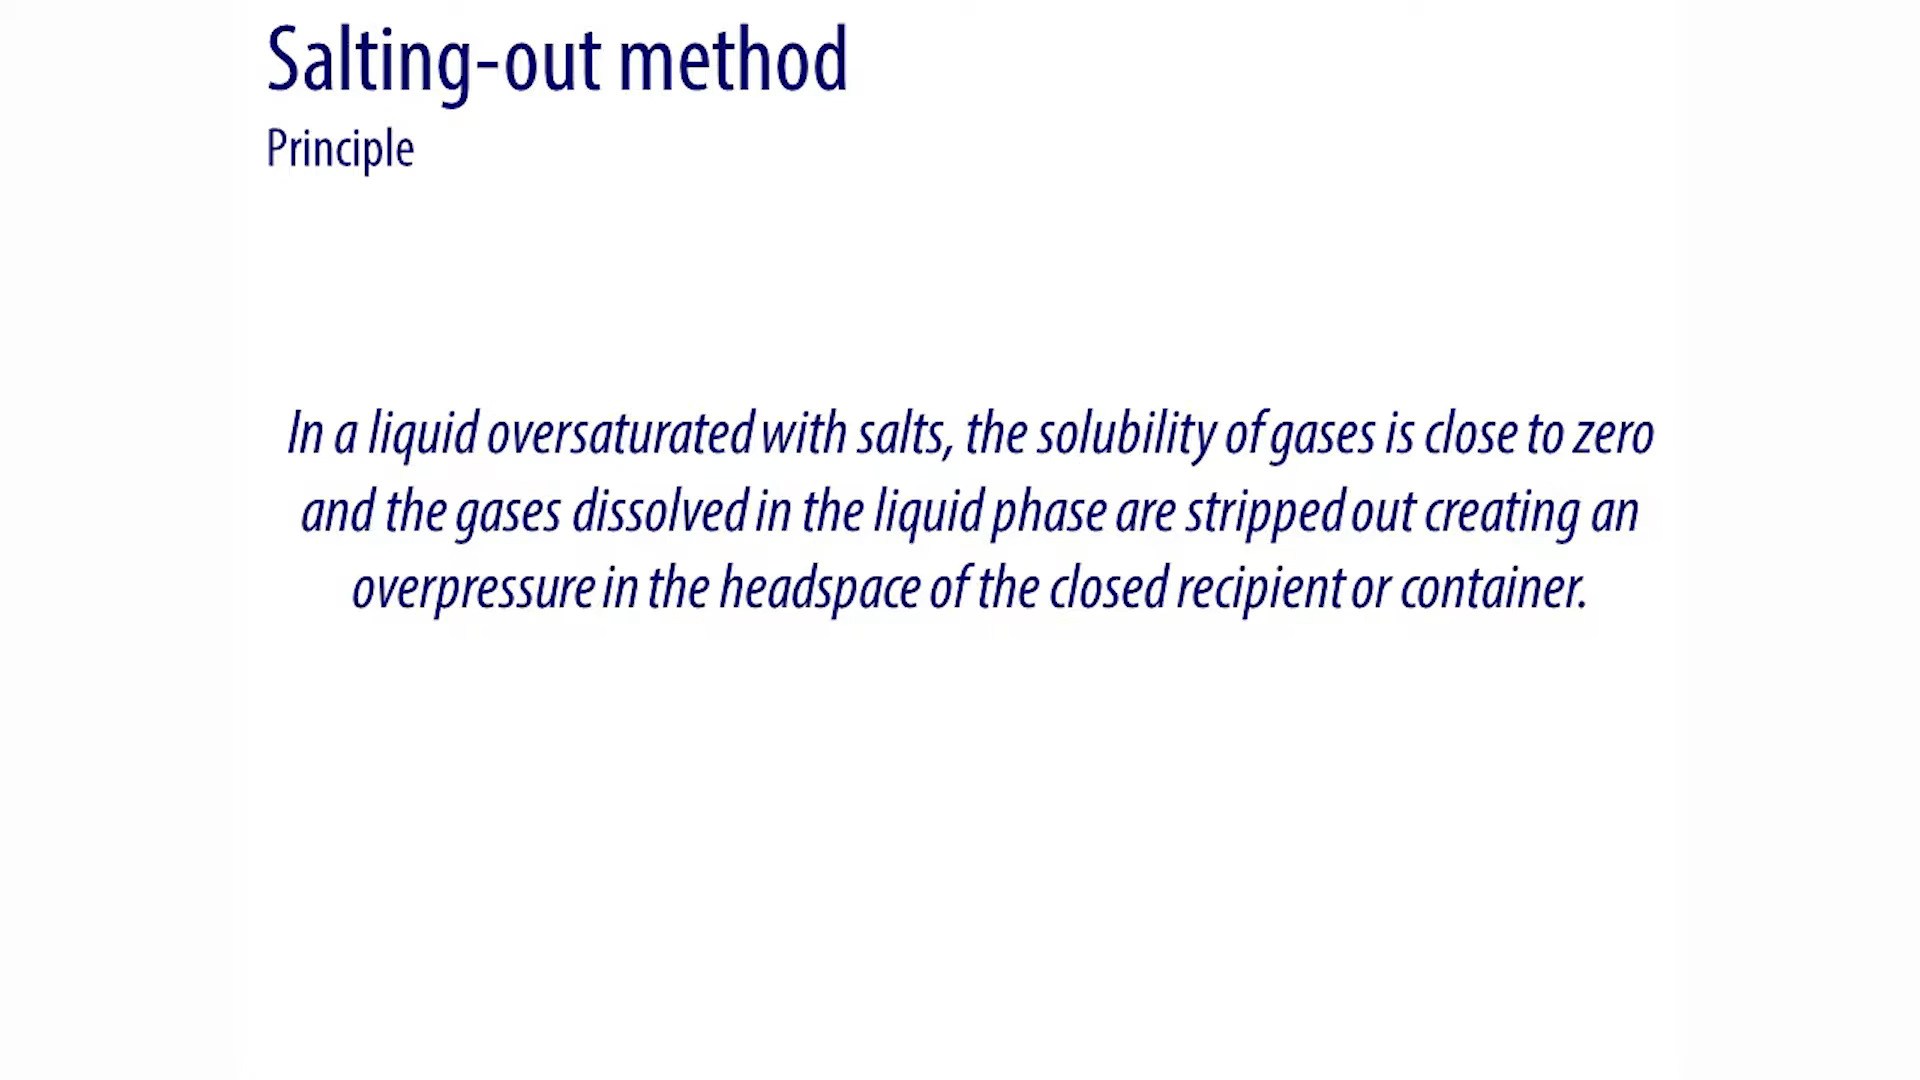 Salting-out method
Principle
In a liquid oversaturated with salts, the solubility of gases is close to zero
and the gases dissolved in the liquid phase are stripped out creating an
overpressure in the headspace of the closed recipient or container.